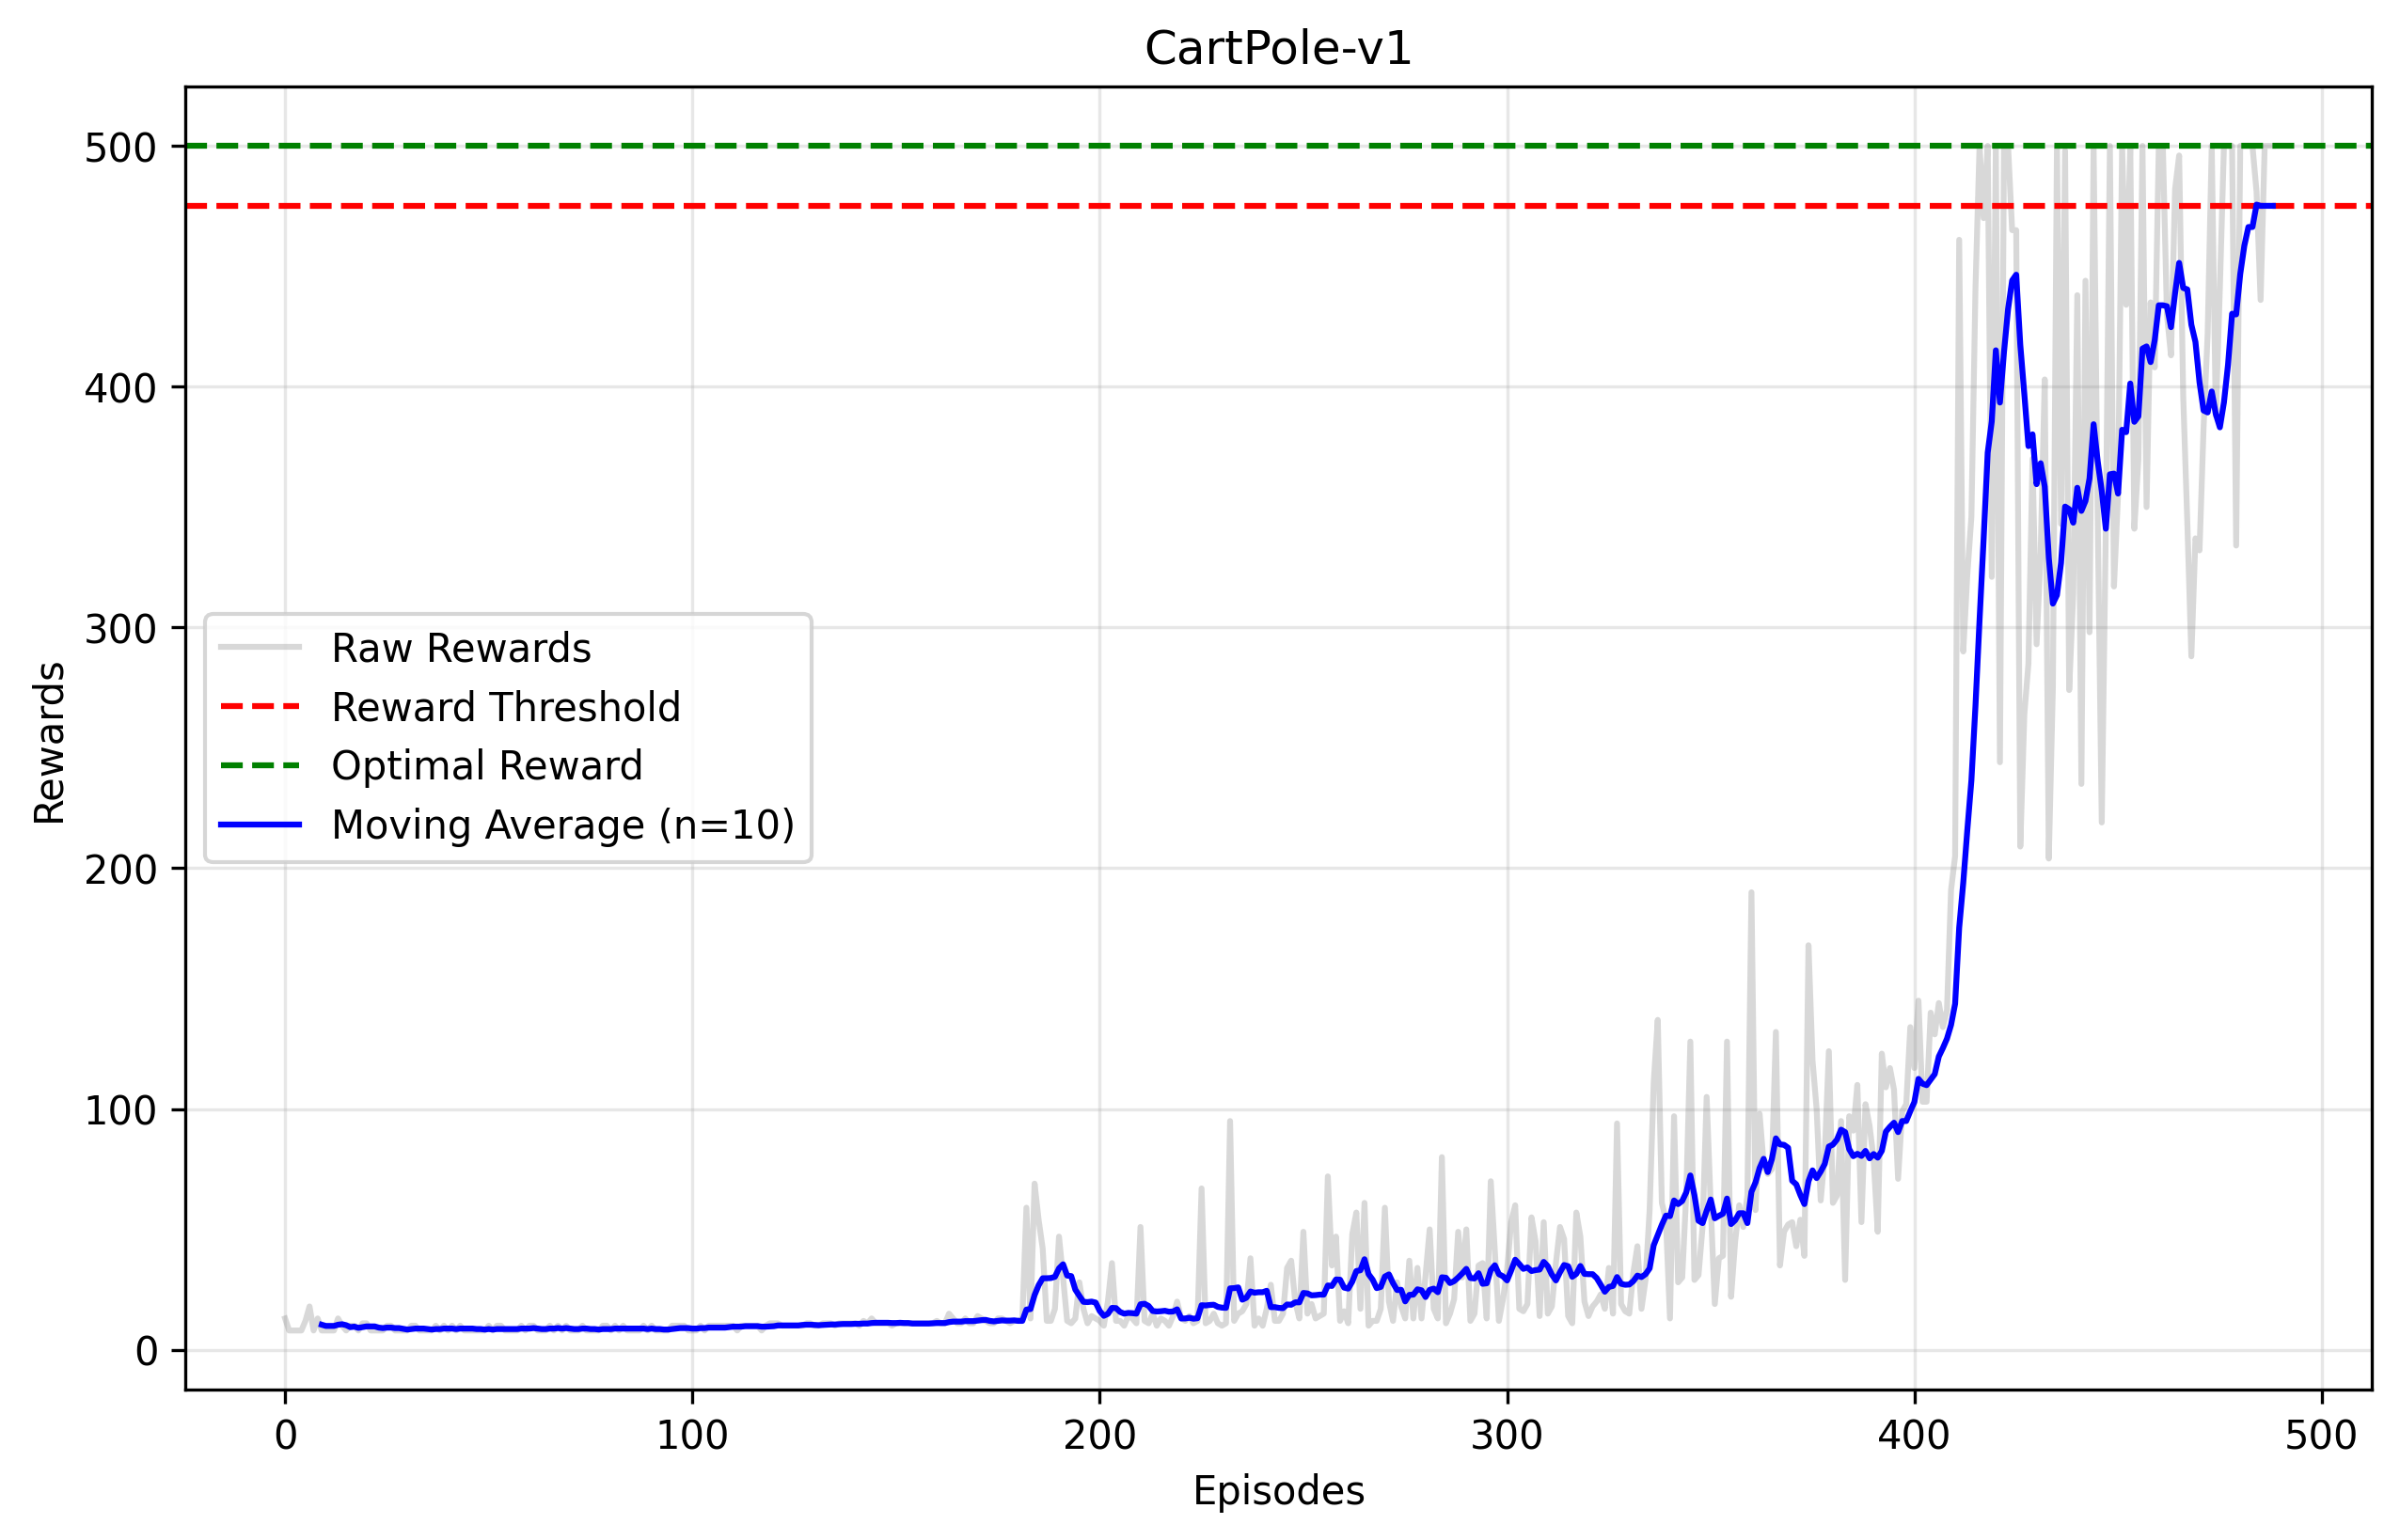 CartPole-v1
500
400
300
200
100
0
Rewards
Raw Rewards
Reward Threshold
Optimal Reward
Moving Average (n=10)
0 100 200 300 400 500
Episodes